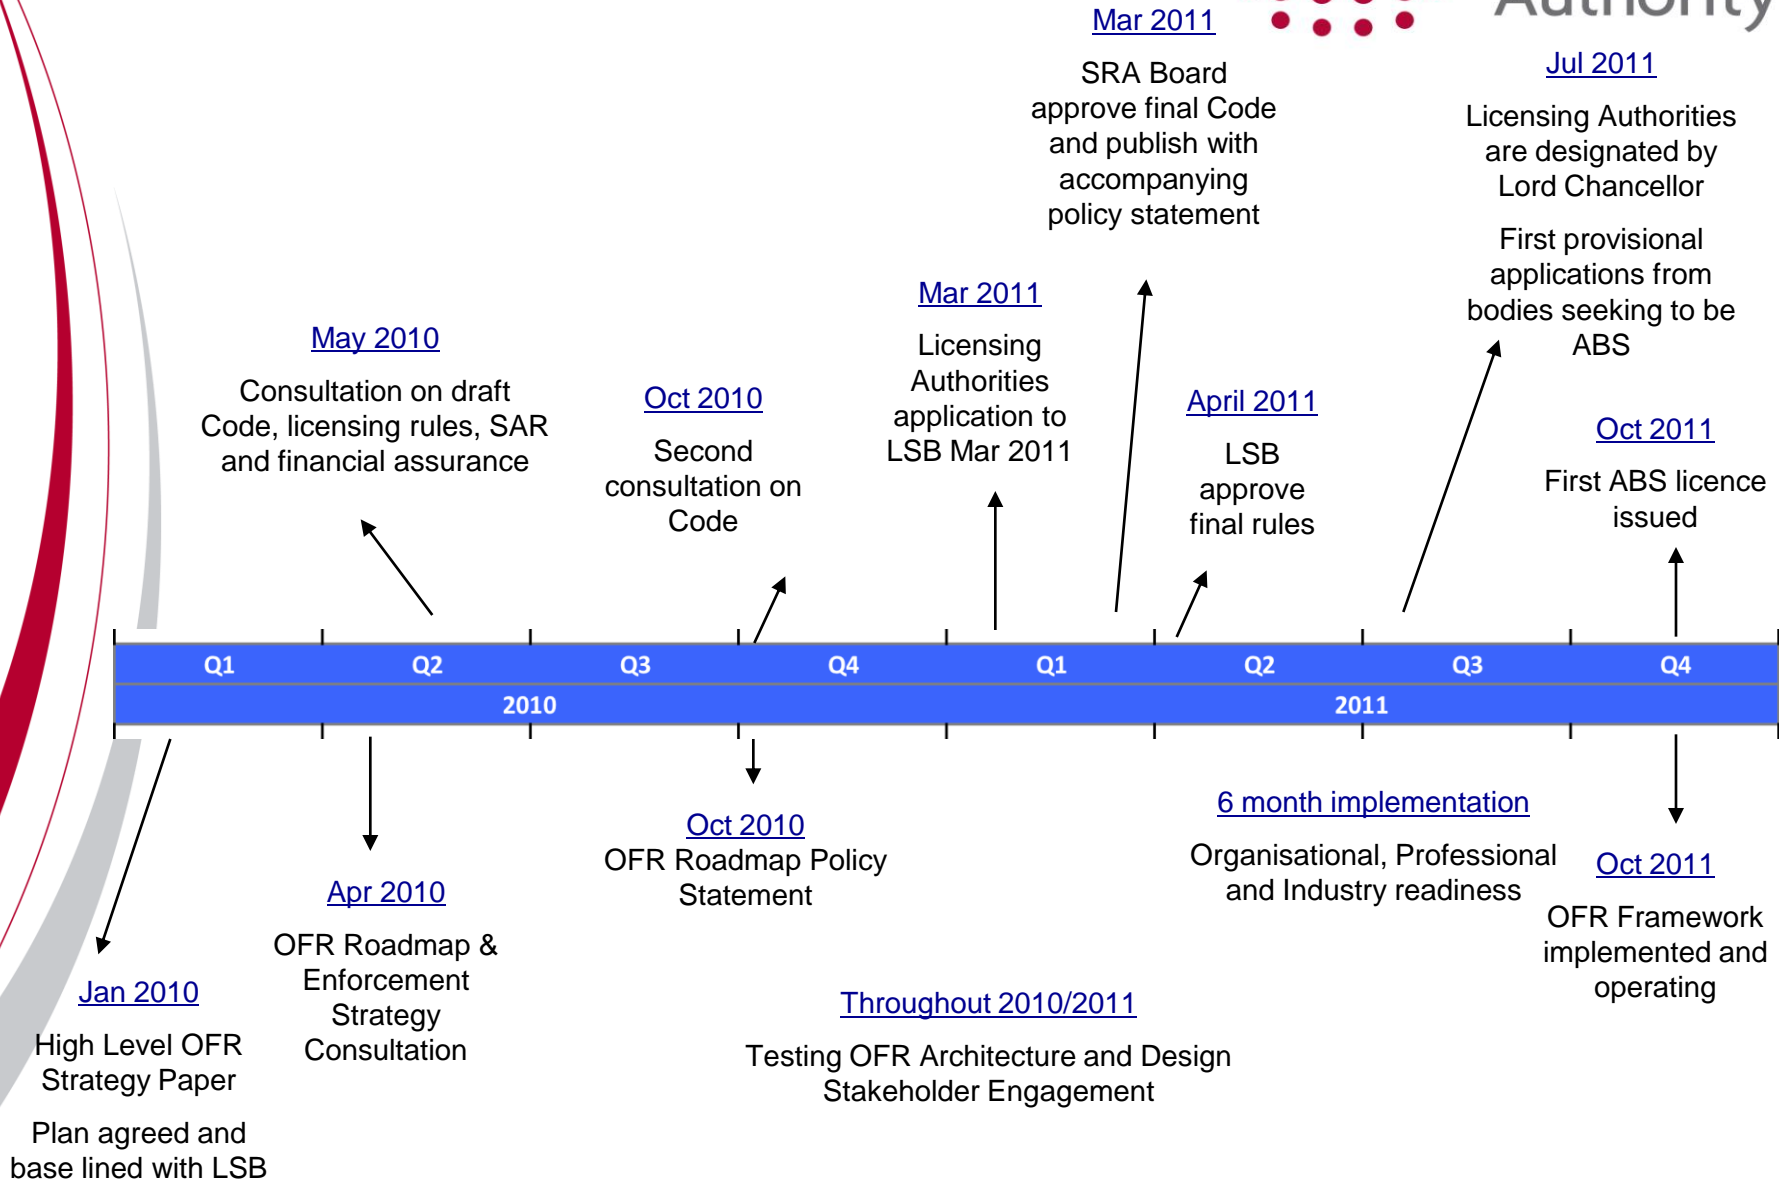 Authority
Mar 2011
SRA Board
approve final Code
and publish with
accompanying
policy statement
Jul 2011
Licensing Authorities
are designated by
Lord Chancellor
First provisional
applications from
bodies seeking to be
ABS
May 2010
Consultation on draft
Code, licensing rules, SAR
and financial assurance
Oct 2010
Second
consultation on
Code
Mar 2011
Licensing
Authorities
application to
LSB Mar 2011
April 2011
LSB
approve
final rules
Oct 2011
First ABS licence
issued
Q1 Q2 Q3 Q4 Q1 Q2 Q3 Q4
2010 2011
Jan 2010
High Level OFR
Strategy Paper
Plan agreed and
base lined with LSB
Apr 2010
OFR Roadmap &
Enforcement
Strategy
Consultation
Oct 2010
OFR Roadmap Policy
Statement
Throughout 2010/2011
Testing OFR Architecture and Design
Stakeholder Engagement
6 month implementation
Organisational, Professional
and Industry readiness
Oct 2011
OFR Framework
implemented and
operating